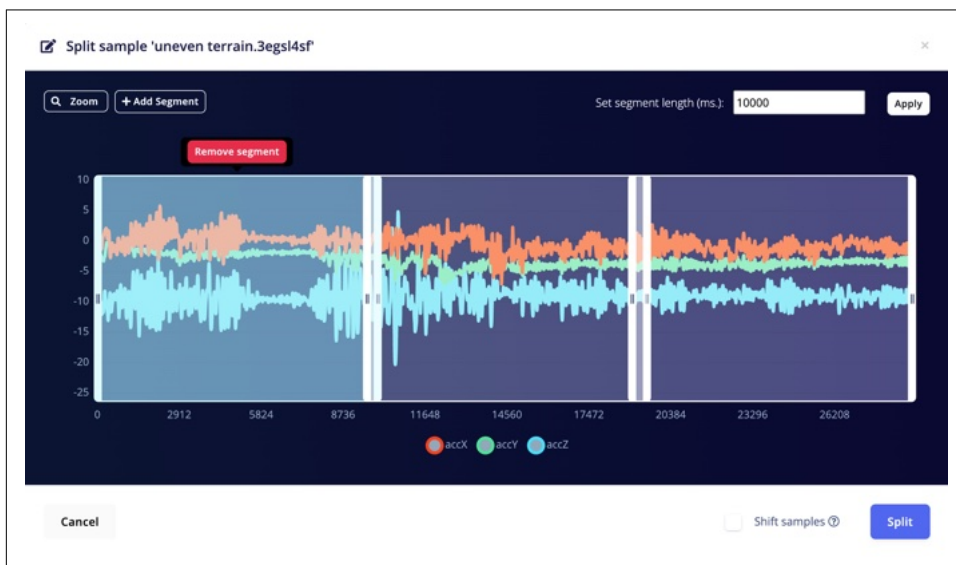 Split sample 'uneven terrain.3egsl4sf'
×
Zoom + Add Segment Set segment length (ms.): 10000 Apply
Remove segment
10
5
0
-5
-10
-15
-20
-25
0 2912 5824 8736 11648 14560 17472 20384 23296 26208
accX accY accZ
Cancel Shift samples ? Split